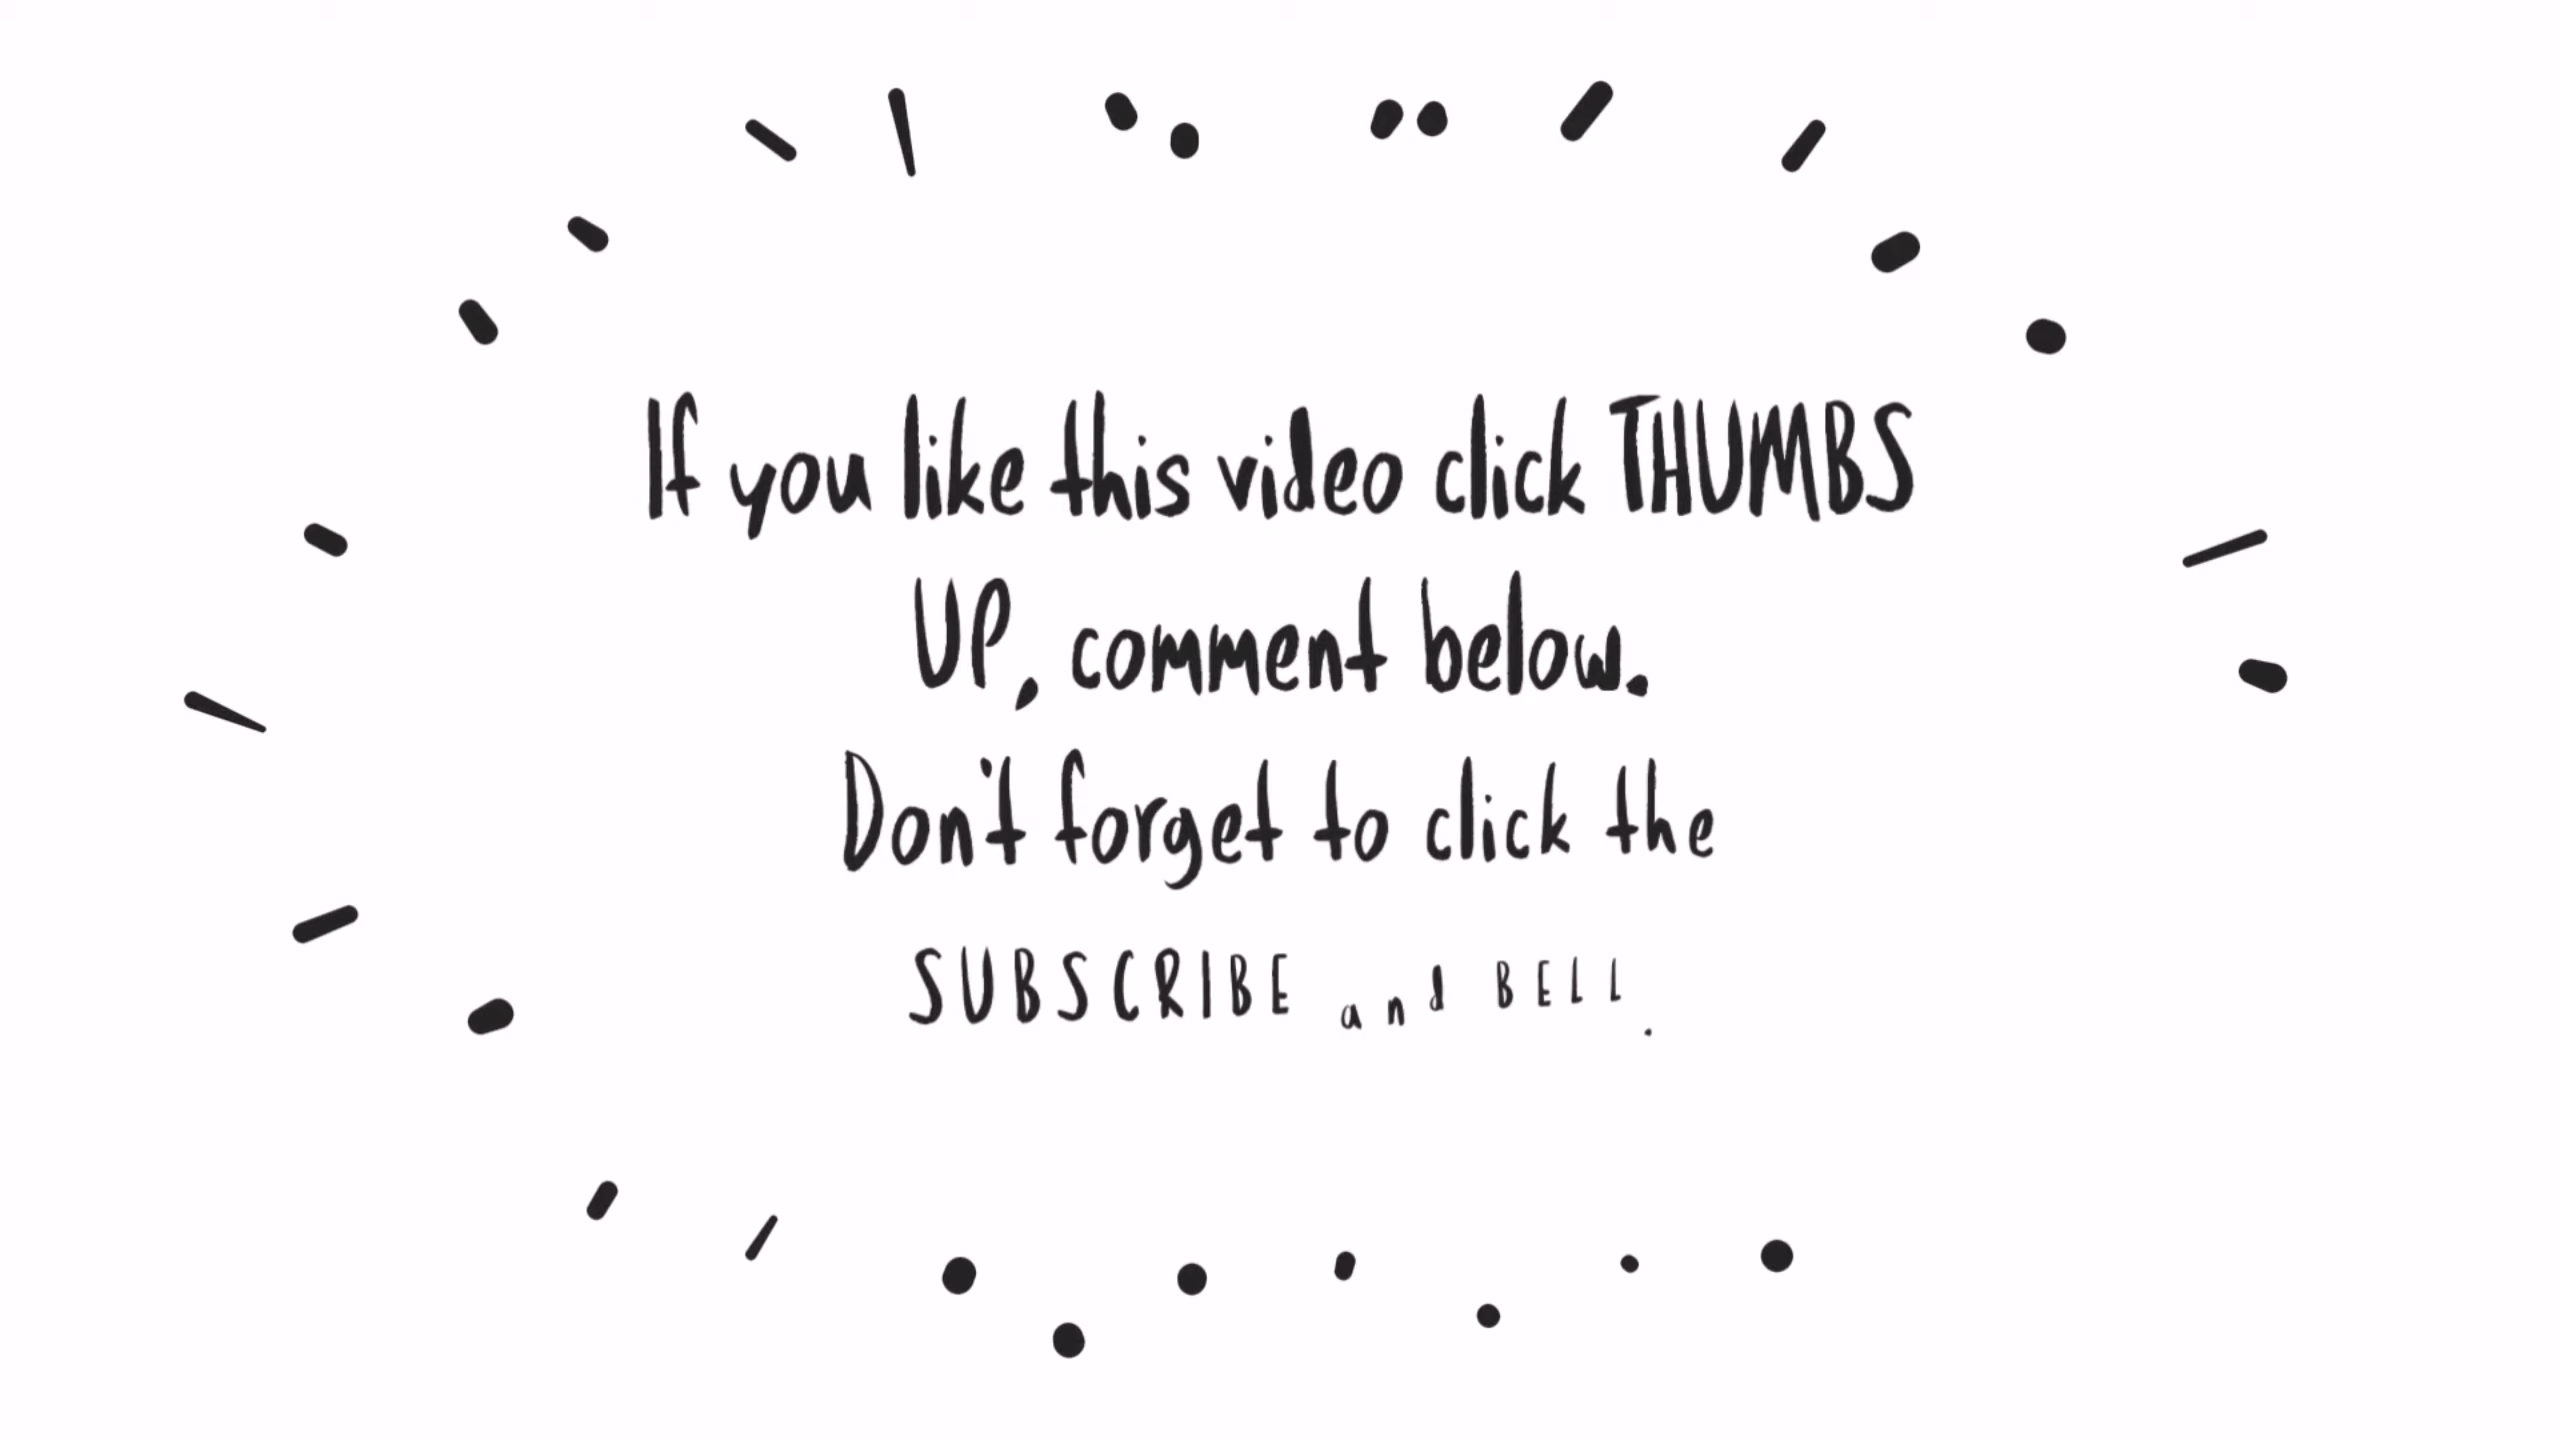 If you like this video click THUMBS
UP, comment below.
Don't forget to click the
SUBSCRIBE and BELL.